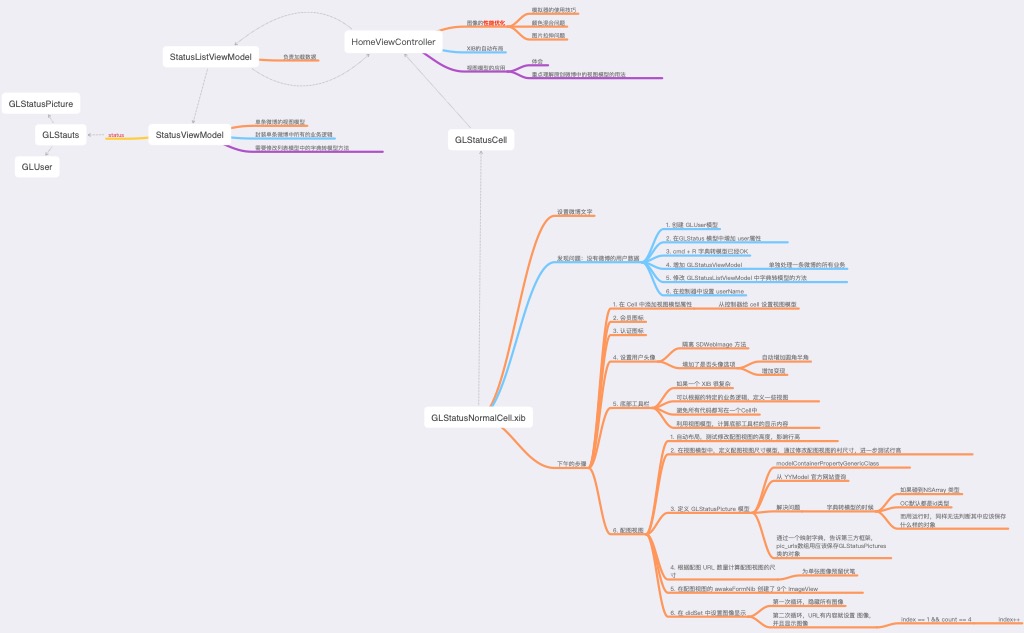 模拟器的使用技巧
图像的性能优化
颜色混合问题
图片拉伸问题
HomeViewController
XIB的自动布局
视图模型的应用
体会
重点理解原创微博中的视图模型的用法
StatusListViewModel
负责加载数据
GLStatusPicture
GLStauts
status
StatusViewModel
单条微博的视图模型
封装单条微博中所有的业务逻辑
需要修改列表模型中的字典转模型方法
GLUser
GLStatusCell
设置微博文字
发现问题：没有微博的用户数据
1. 创建 GLUser模型
2. 在GLStatus 模型中增加 user属性
3. cmd + R 字典转模型已经OK
4. 增加 GLStatusViewModel
单独处理一条微博的所有业务
5. 修改 GLStatusListViewModel 中字典转模型的方法
6. 在控制器中设置 userName
GLStatusNormalCell.xib
下午的步骤
1. 在 Cell 中添加视图模型属性
从控制器给 cell 设置视图模型
2. 会员图标
3. 认证图标
4. 设置用户头像
隔离 SDWebImage 方法
增加了是否头像选项
自动增加圆角半角
增加变现
5. 底部工具栏
如果一个 XIB 很复杂
可以根据的特定的业务逻辑，定义一些视图
避免所有代码都写在一个Cell中
利用视图模型，计算底部工具栏的显示内容
6. 配图视图
1. 自动布局，测试修改配图视图的高度，影响行高
2. 在视图模型中，定义配图视图尺寸模型，通过修改配图视图的衬尺寸，进一步测试行高
3. 定义 GLStatusPicture 模型
modelContainerPropertyGenericClass
从 YYModel 官方网站查询
解决问题
字典转模型的时候
如果碰到NSArray 类型
OC默认都是id类型
而所运行时，同样无法判断其中应该保存
什么样的对象
通过一个映射字典，告诉第三方框架，
pic_urls数组用应该保存GLStatusPictures
类的对象
4. 根据配图 URL 数量计算配图视图的尺
寸
为单张图像预留伏笔
5. 在配图视图的 awakeFormNib 创建了 9个 ImageView
6. 在 didSet 中设置图像显示
第一次循环，隐藏所有图像
第二次循环，URL有内容就设置 图像，
并且显示图像
index == 1 && count == 4
index++